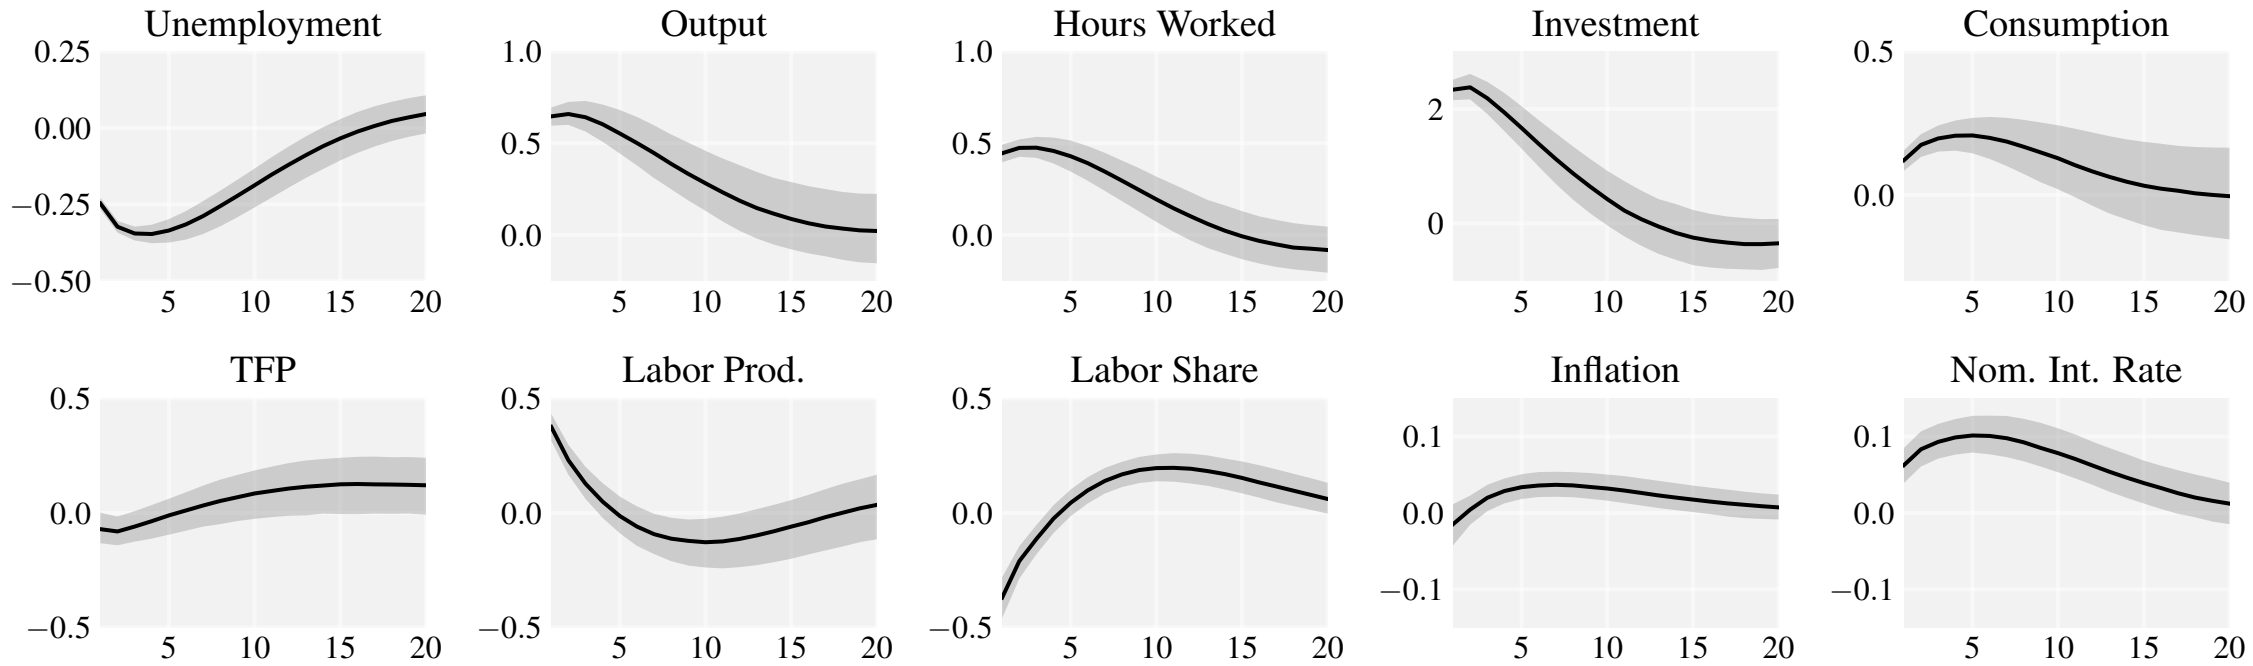 Unemployment Output Hours Worked Investment Consumption
0.25 1.0 1.0 2 0.5
0.00 0.5 0.5 0 0.0
−0.25 0.0 0.0
−0.50
5 10 15 20 5 10 15 20 5 10 15 20 5 10 15 20 5 10 15 20
TFP Labor Prod. Labor Share Inflation Nom. Int. Rate
0.5 0.5 0.5 0.1 0.1
0.0 0.0 0.0 0.0 0.0
−0.5 −0.5 −0.5 −0.1 −0.1
5 10 15 20 5 10 15 20 5 10 15 20 5 10 15 20 5 10 15 20